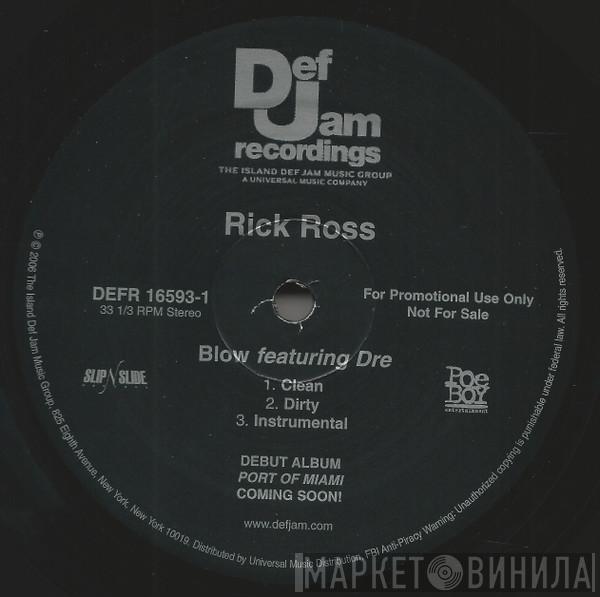 Def
Jam
recordings
THE ISLAND DEF JAM MUSIC GROUP
A UNIVERSAL MUSIC COMPANY
Rick Ross
DEFR 16593-1
33 1/3 RPM Stereo
For Promotional Use Only
Not For Sale
Blow featuring Dre
1. Clean
2. Dirty
3. Instrumental
SLIP N SLIDE
Poe
BOY
entertainment
DEBUT ALBUM
PORT OF MIAMI
COMING SOON!
www.defjam.com
℗ © 2006 The Island Def Jam Music Group, 825 Eighth Avenue, New York, New York 10019. Distributed by Universal Music Distribution. FBI Anti-Piracy Warning: Unauthorized copying is punishable under federal law. All rights reserved.
МАРКЕТ ВИНИЛА